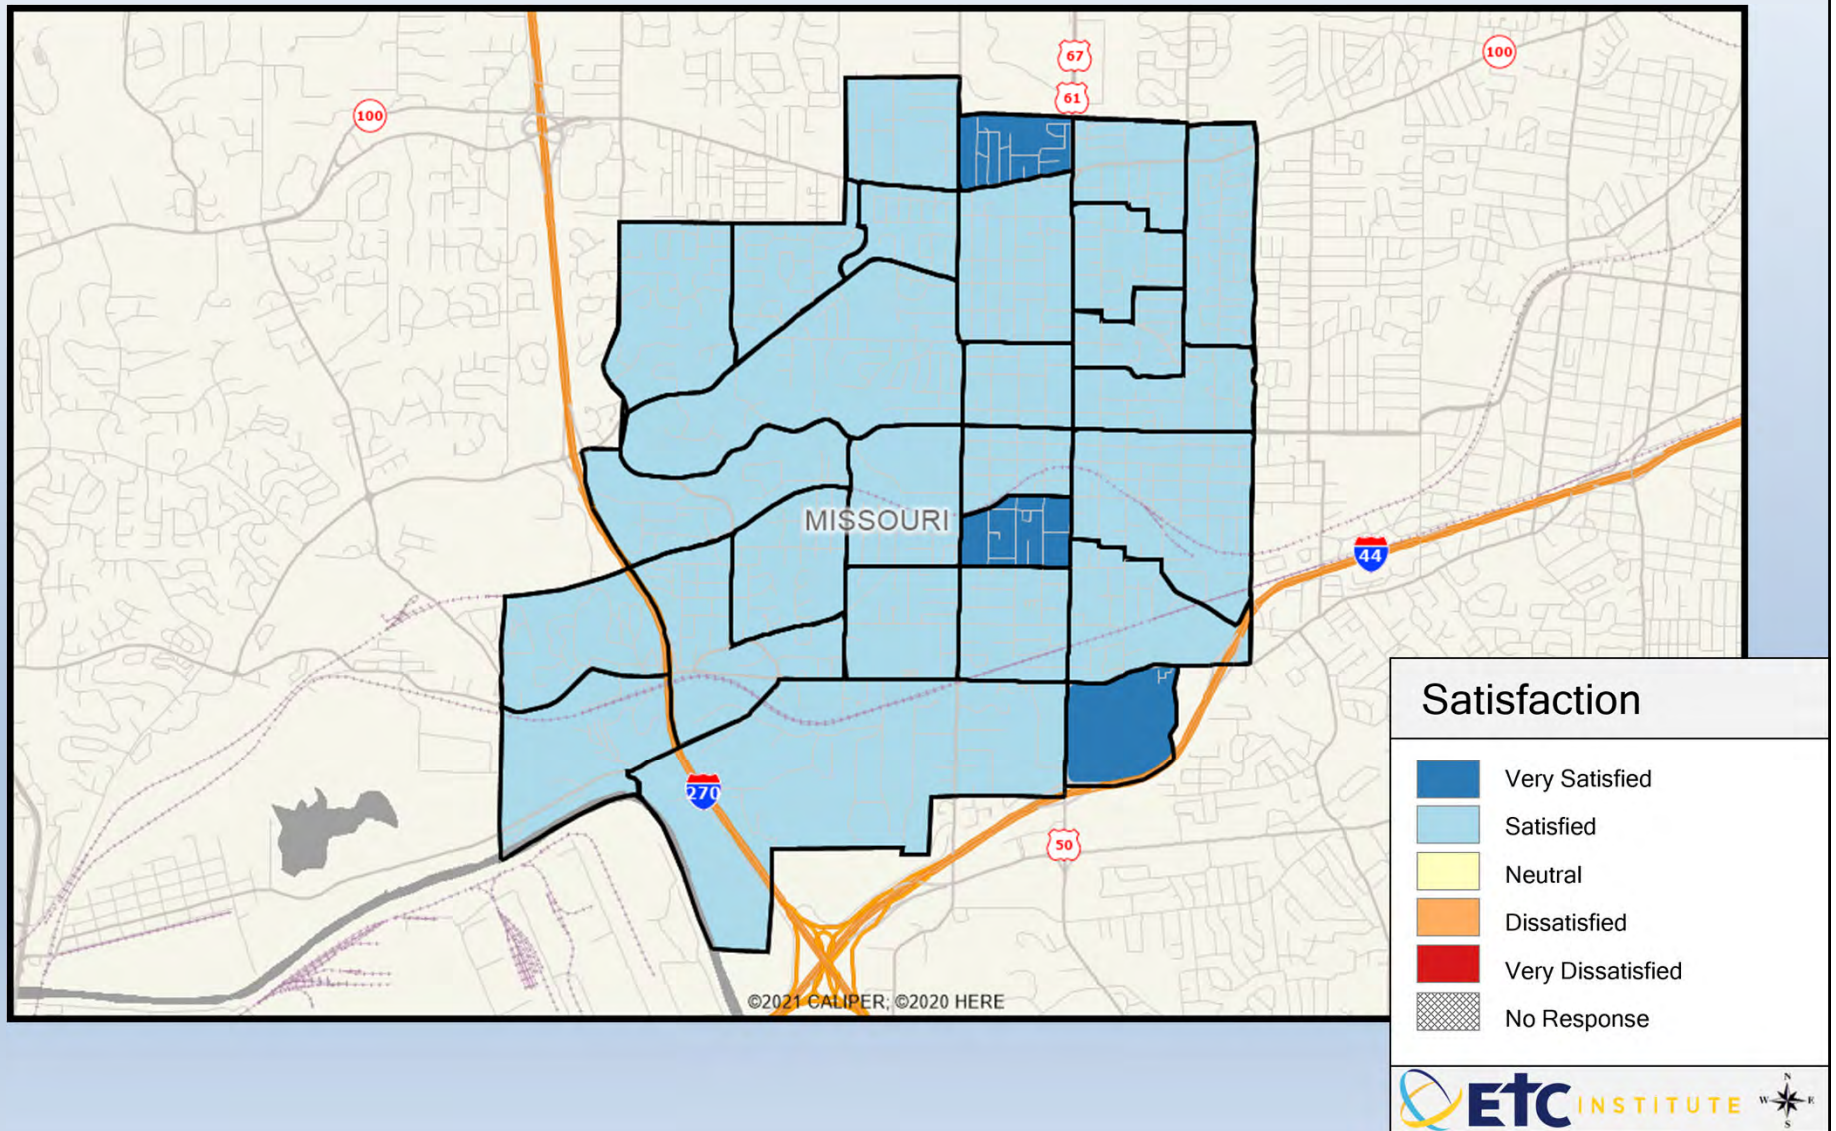 67
100
61
100
MISSOURI
44
270
50
©2021 CALIPER; ©2020 HERE
Satisfaction
Very Satisfied
Satisfied
Neutral
Dissatisfied
Very Dissatisfied
No Response
ETC INSTITUTE
N
W E
S